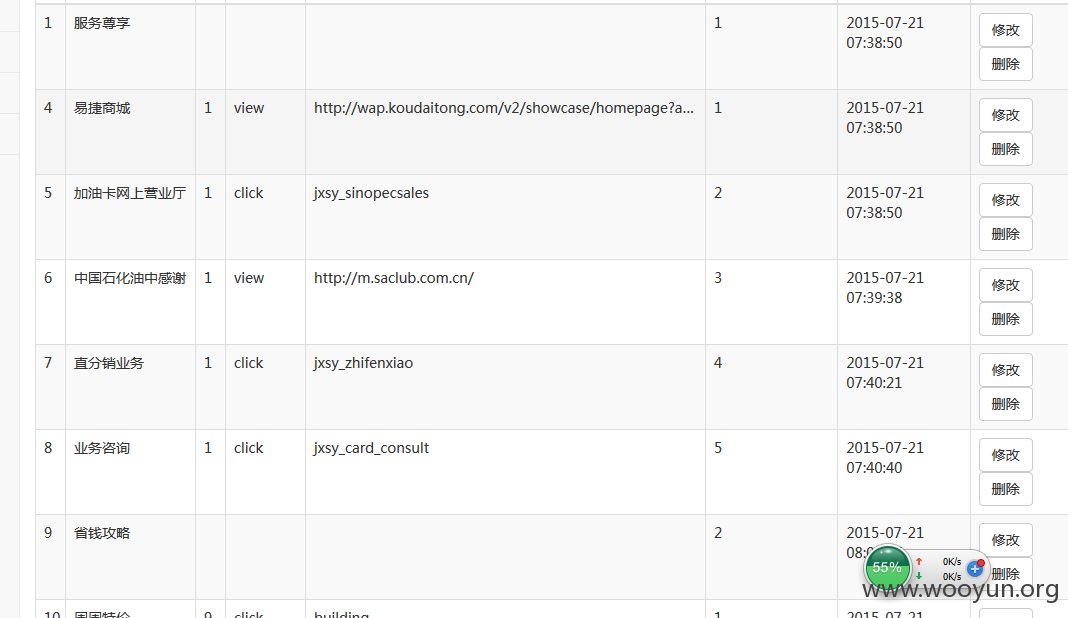 1 服务尊享 1 2015-07-21 修改
07:38:50 删除
4 易捷商城 1 view http://wap.koudaitong.com/v2/showcase/homepage?a... 1 2015-07-21 修改
07:38:50 删除
5 加油卡网上营业厅 1 click jxsy_sinopecsales 2 2015-07-21 修改
07:38:50 删除
6 中国石化油中感谢 1 view http://m.saclub.com.cn/ 3 2015-07-21 修改
07:39:38 删除
7 直分销业务 1 click jxsy_zhifenxiao 4 2015-07-21 修改
07:40:21 删除
8 业务咨询 1 click jxsy_card_consult 5 2015-07-21 修改
07:40:40 删除
9 省钱攻略 2 2015-07-21 修改
55% 0K/s 0K/s 删除
www.wooyun.org
10 9 click building 1 2015-07-21